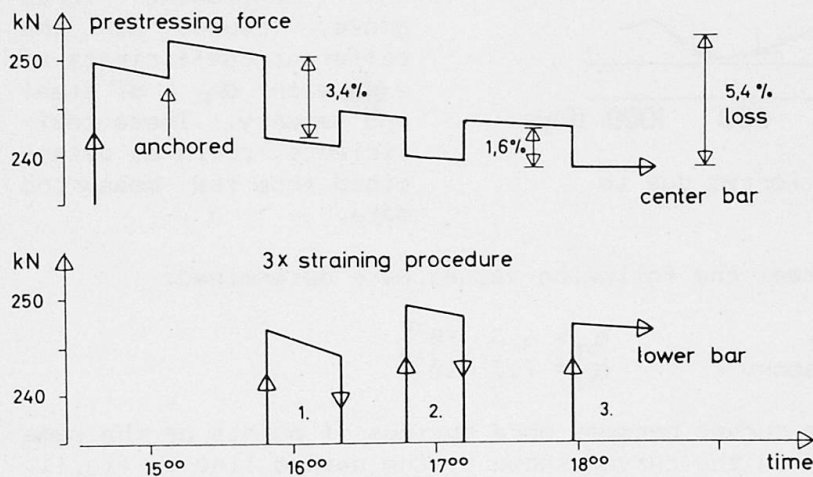 kN prestressing force
250
3,4%
5,4 %
loss
anchored
1,6%
240
center bar
kN 3x straining procedure
250
lower bar
240
1. 2. 3.
15⁰⁰ 16⁰⁰ 17⁰⁰ 18⁰⁰ time